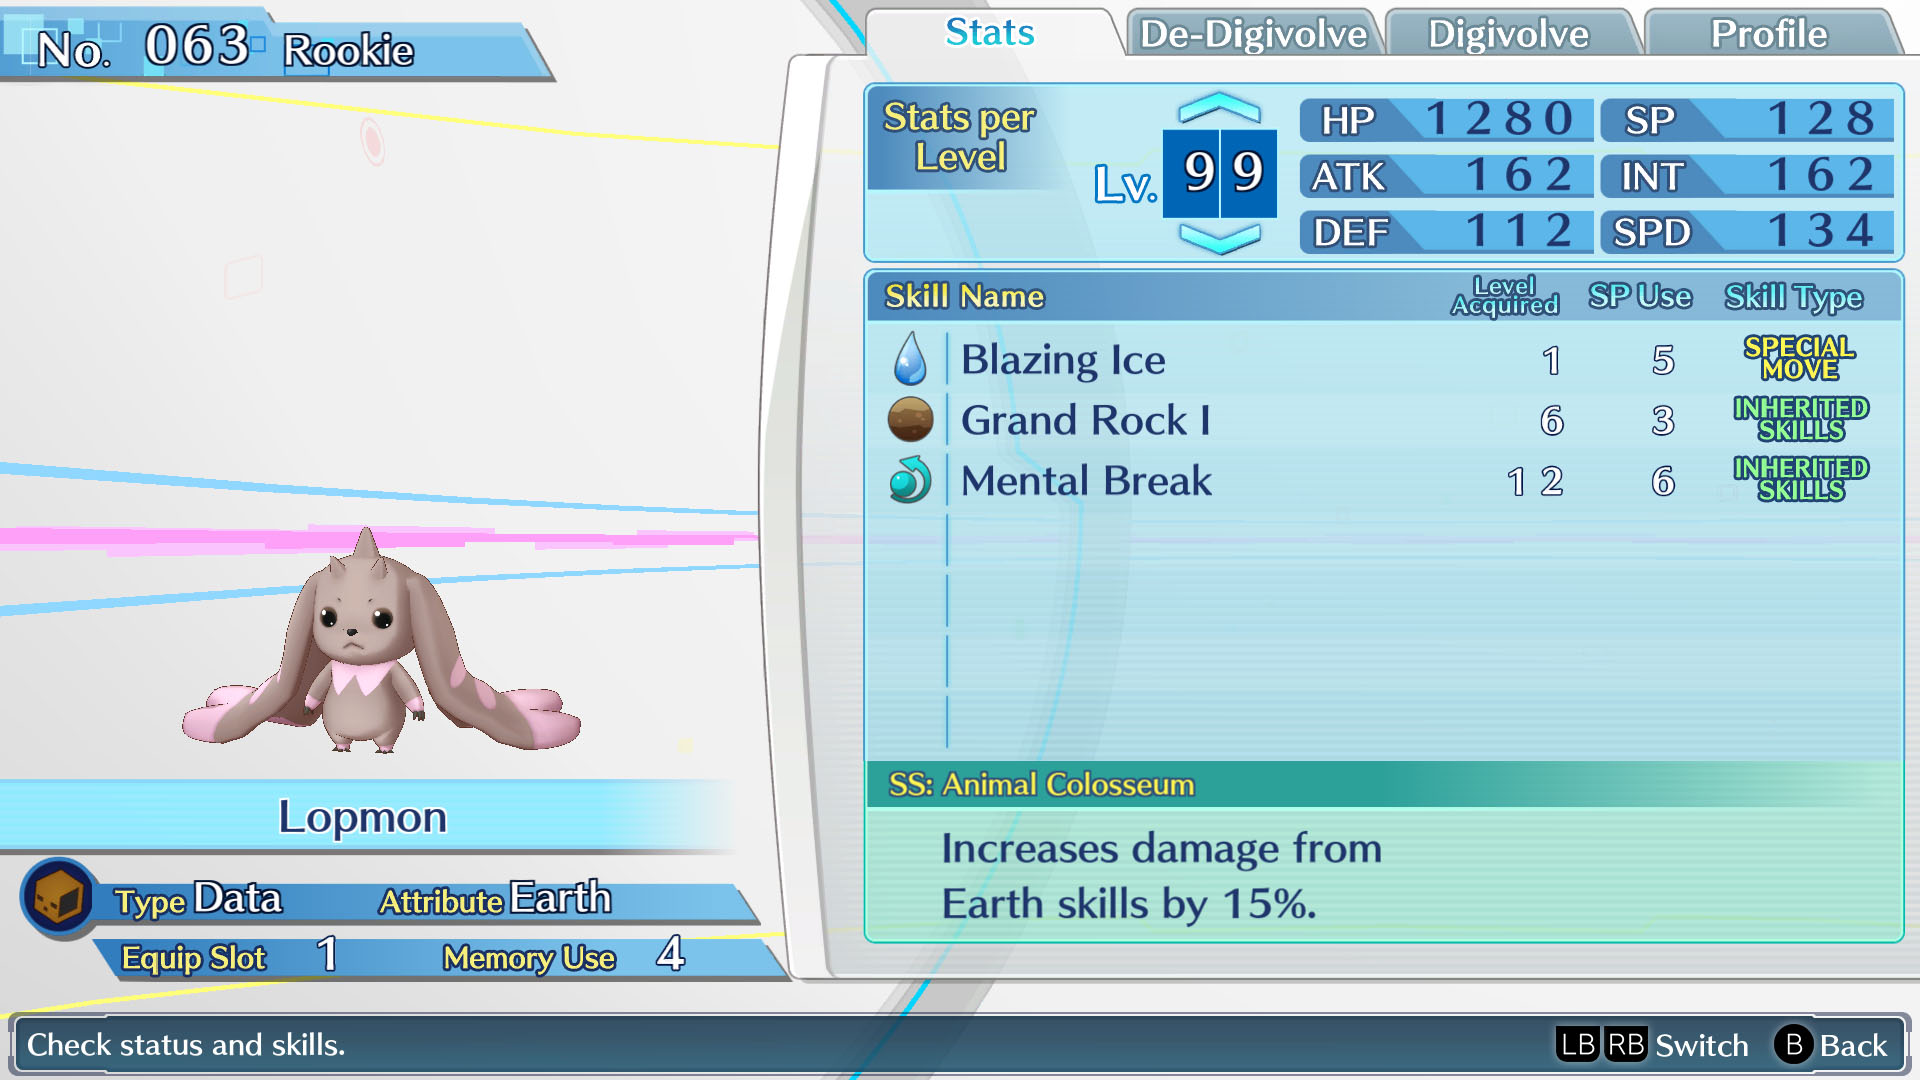 No. 063 Rookie
Stats De-Digivolve Digivolve Profile
Stats per
Level
Lv. 99
HP 1280 SP 128
ATK 162 INT 162
DEF 112 SPD 134
Skill Name Level Acquired SP Use Skill Type
Blazing Ice 1 5 SPECIAL MOVE
Grand Rock I 6 3 INHERITED SKILLS
Mental Break 12 6 INHERITED SKILLS
SS: Animal Colosseum
Increases damage from
Earth skills by 15%.
Lopmon
Type Data Attribute Earth
Equip Slot 1 Memory Use 4
Check status and skills.
LB RB Switch B Back